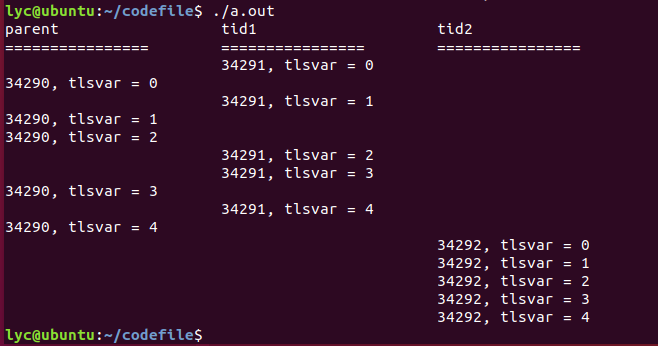 lyc@ubuntu:~/codefile$ ./a.out
parent                  tid1                    tid2
================        ================        ================
                        34291, tlsvar = 0
34290, tlsvar = 0
                        34291, tlsvar = 1
34290, tlsvar = 1
34290, tlsvar = 2
                        34291, tlsvar = 2
                        34291, tlsvar = 3
34290, tlsvar = 3
                        34291, tlsvar = 4
34290, tlsvar = 4
                                                34292, tlsvar = 0
                                                34292, tlsvar = 1
                                                34292, tlsvar = 2
                                                34292, tlsvar = 3
                                                34292, tlsvar = 4
lyc@ubuntu:~/codefile$